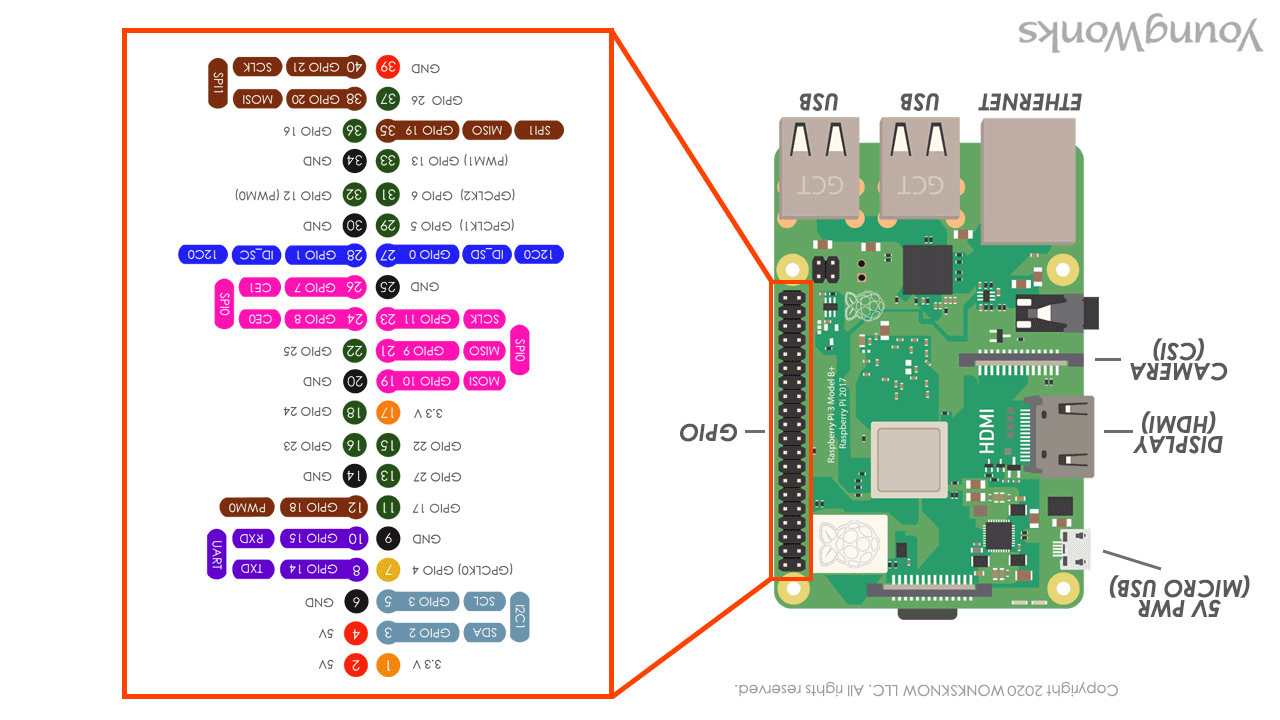 Copyright 2020 WONKSKNOW LLC. All rights reserved.
5V PWR
(MICRO USB)
DISPLAY
(HDMI)
CAMERA
(CSI)
HDMI
Raspberry Pi 3 Model B+
Raspberry Pi 2017
GPIO
GCT
GCT
ETHERNET
USB
USB
3.3 V 1 2 5V
I2C1
SDA GPIO 2 3 4 5V
SCL GPIO 3 5 6 GND
(GPCLK0) GPIO 4 7 8 GPIO 14 TXD
UART
GND 9 10 GPIO 15 RXD
GPIO 17 11 12 GPIO 18 PWM0
GPIO 27 13 14 GND
GPIO 22 15 16 GPIO 23
3.3 V 17 18 GPIO 24
MOSI GPIO 10 19 20 GND
SPI0
MISO GPIO 9 21 22 GPIO 25
SCLK GPIO 11 23 24 GPIO 8 CE0
SPI0
GND 25 26 GPIO 7 CE1
12C0 ID_SD GPIO 0 27 28 GPIO 1 ID_SC 12C0
(GPCLK1) GPIO 5 29 30 GND
(GPCLK2) GPIO 6 31 32 GPIO 12 (PWM0)
(PWM1) GPIO 13 33 34 GND
SPI1 MISO GPIO 19 35 36 GPIO 16
GPIO 26 37 38 GPIO 20 MOSI
SPI1
GND 39 40 GPIO 21 SCLK
YoungWonks